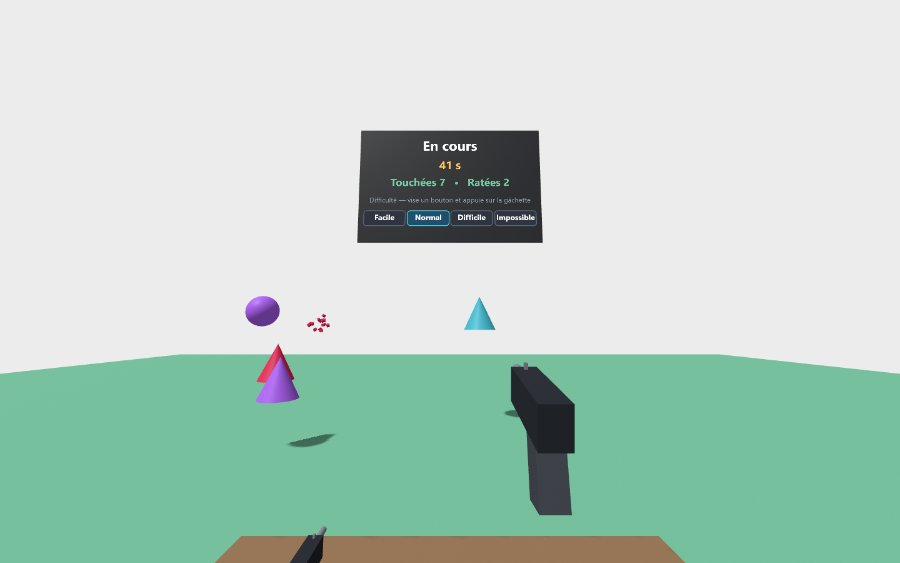 En cours
41 s
Touchées 7 • Ratées 2
Difficulté — vise un bouton et appuie sur la gâchette
Facile Normal Difficile Impossible